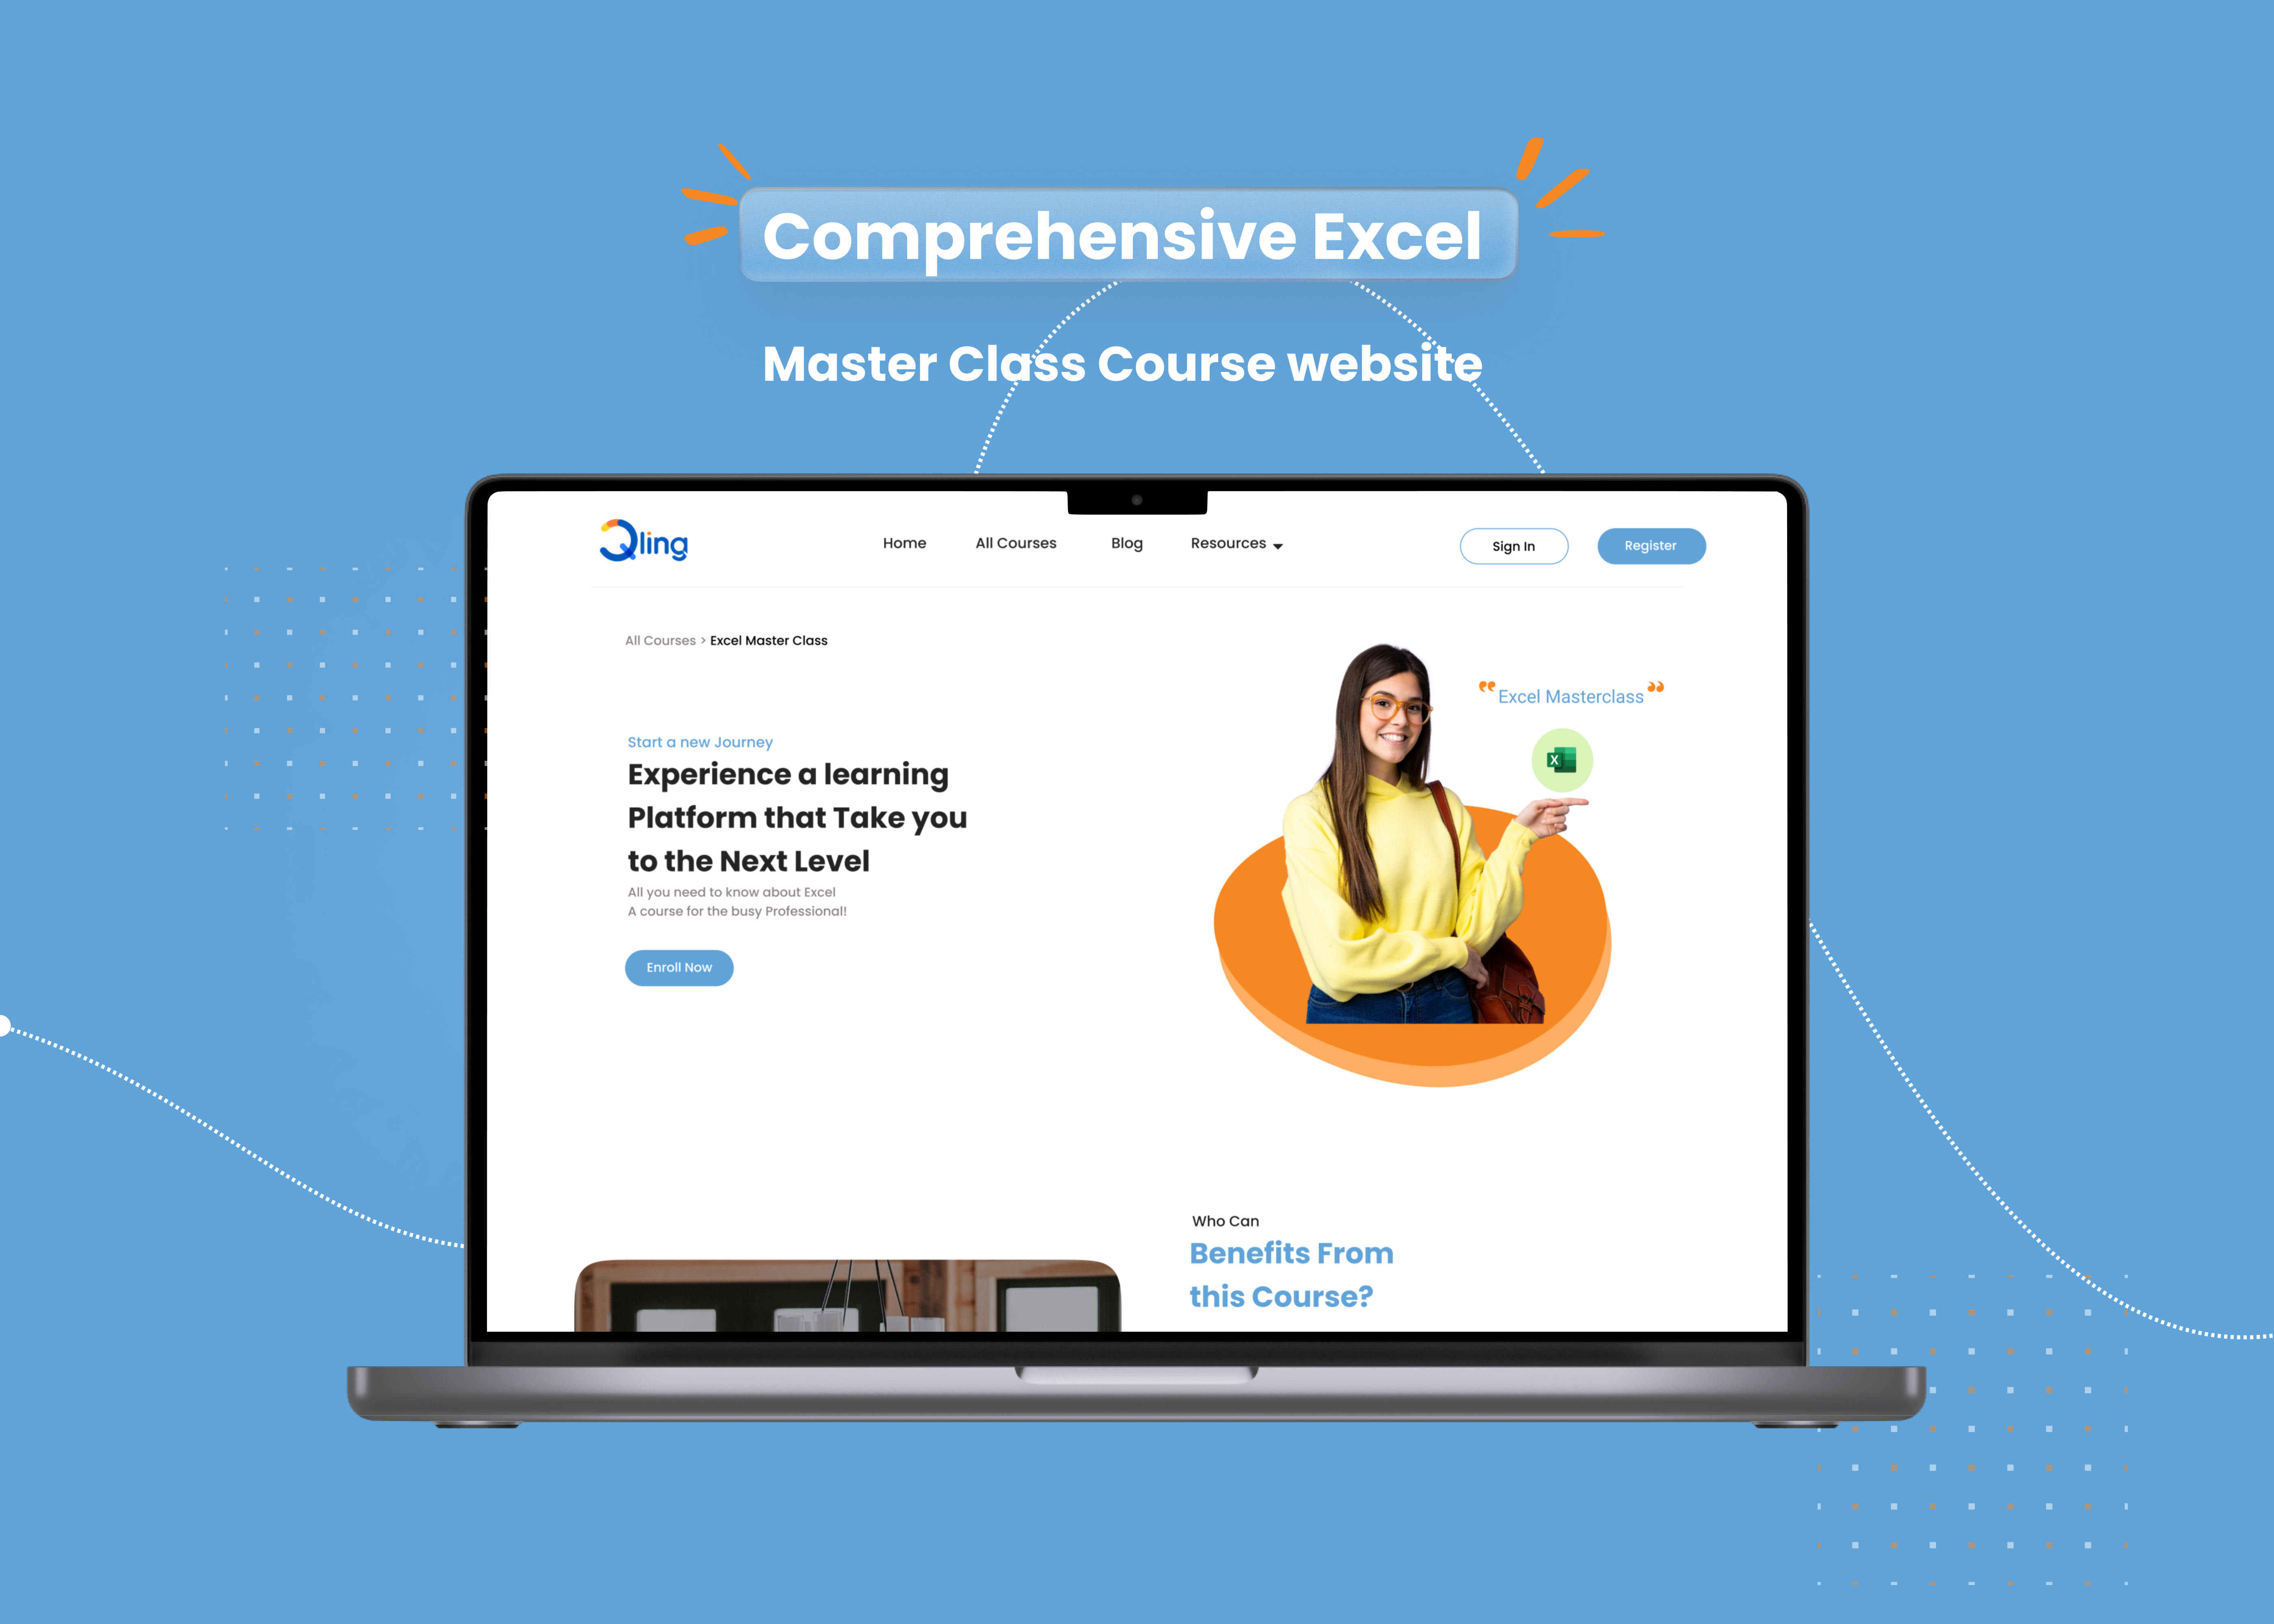 Comprehensive Excel
Master Class Course website
Qling
Home
All Courses
Blog
Resources
Sign In
Register
All Courses > Excel Master Class
Start a new Journey
Experience a learning
Platform that Take you
to the Next Level
All you need to know about Excel
A course for the busy Professional!
Enroll Now
“Excel Masterclass”
X
Who Can
Benefits From
this Course?